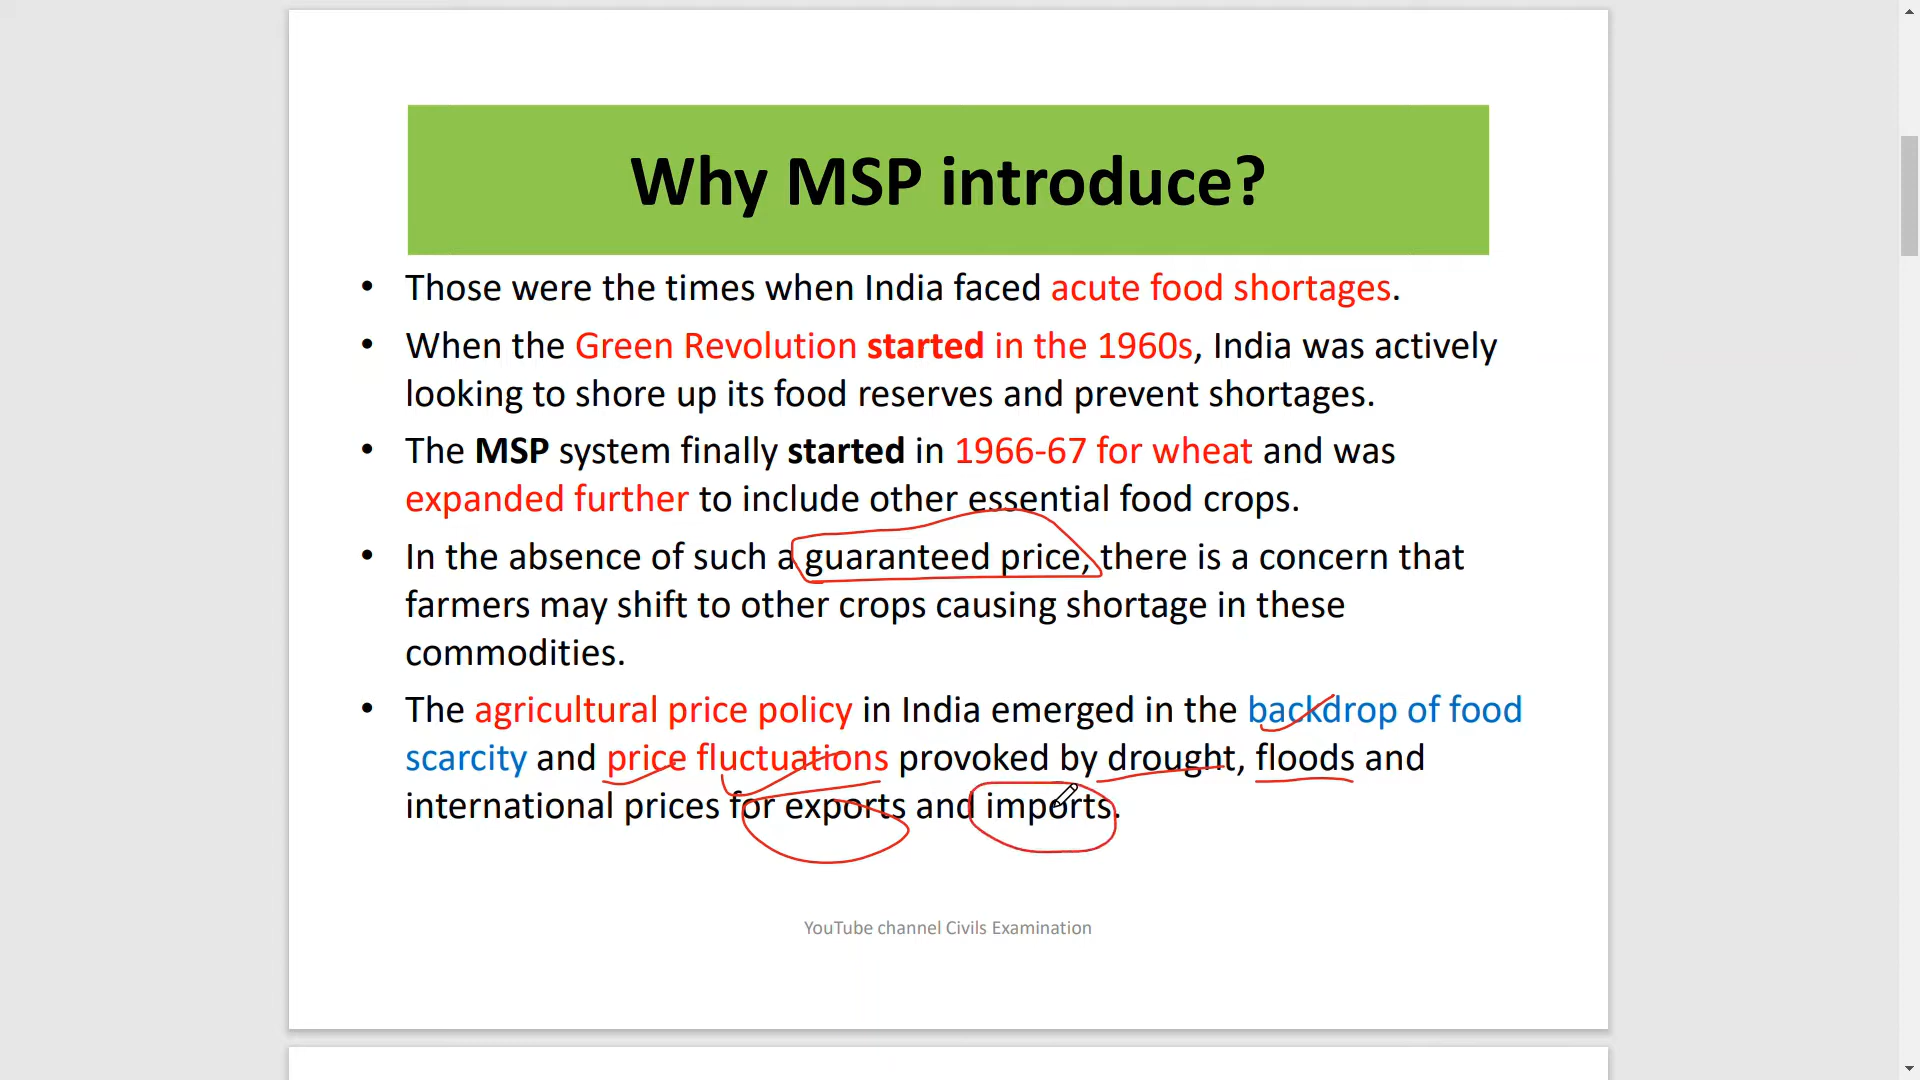 Why MSP introduce?
• Those were the times when India faced acute food shortages.
• When the Green Revolution started in the 1960s, India was actively
looking to shore up its food reserves and prevent shortages.
• The MSP system finally started in 1966-67 for wheat and was
expanded further to include other essential food crops.
• In the absence of such a guaranteed price, there is a concern that
farmers may shift to other crops causing shortage in these
commodities.
• The agricultural price policy in India emerged in the backdrop of food
scarcity and price fluctuations provoked by drought, floods and
international prices for exports and imports.
YouTube channel Civils Examination